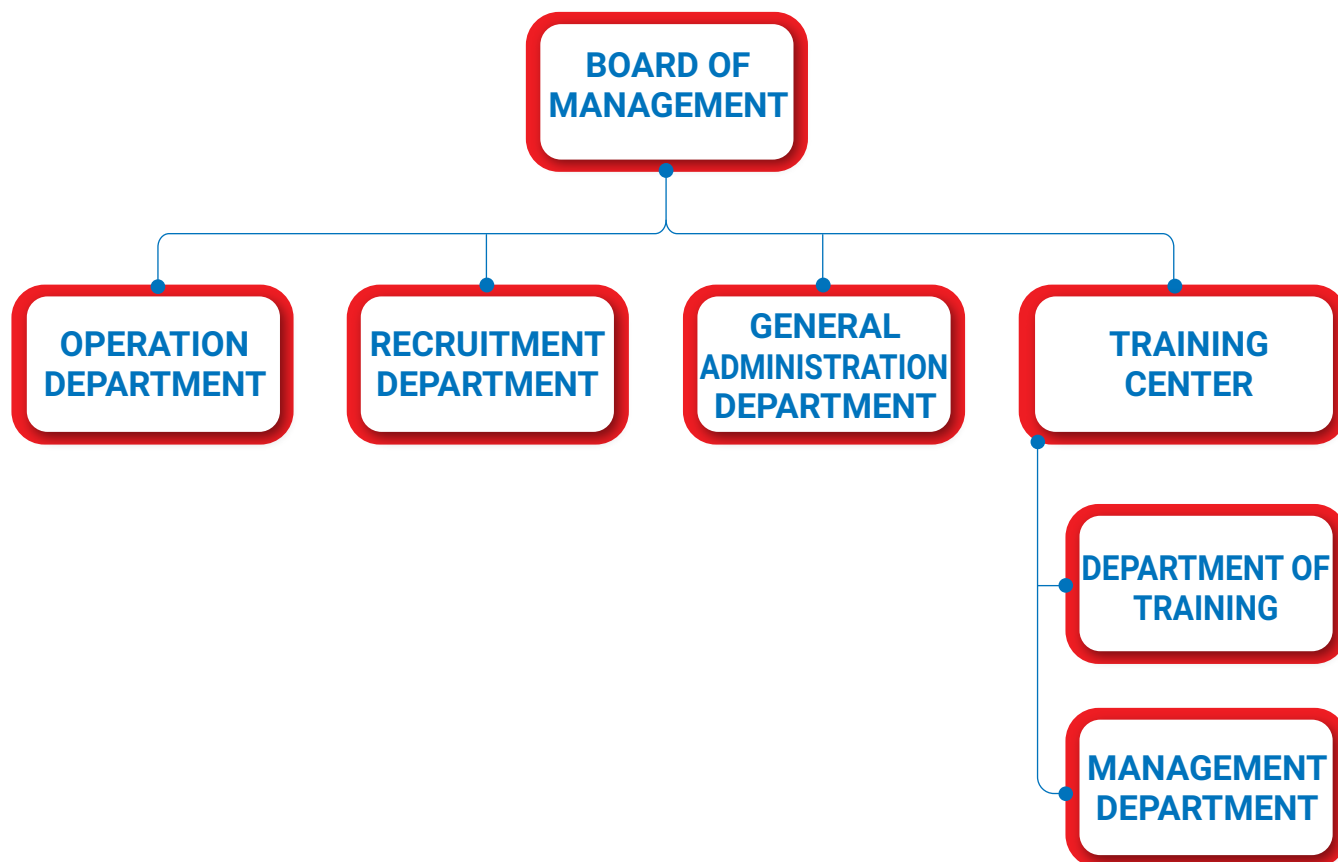 BOARD OF
MANAGEMENT
OPERATION
DEPARTMENT
RECRUITMENT
DEPARTMENT
GENERAL
ADMINISTRATION
DEPARTMENT
TRAINING
CENTER
DEPARTMENT OF
TRAINING
MANAGEMENT
DEPARTMENT